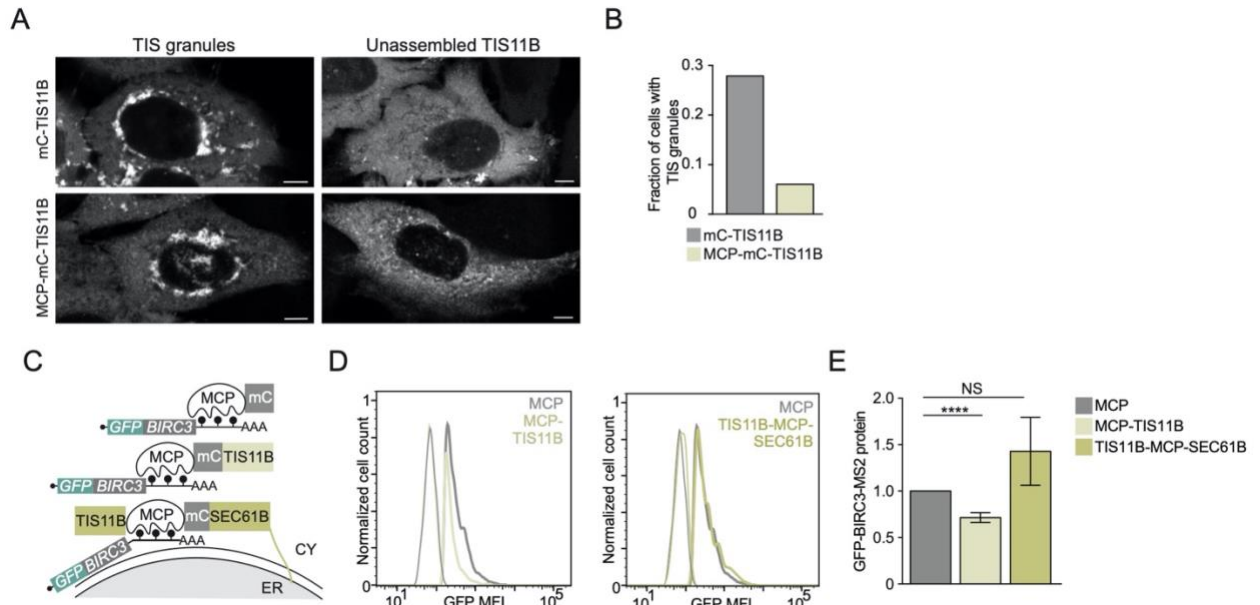 A
TIS granules
Unassembled TIS11B
mC-TIS11B
MCP-mC-TIS11B
B
Fraction of cells with
TIS granules
0.3
0.2
0.1
0
mC-TIS11B
MCP-mC-TIS11B
C
MCP
mC
GFP BIRC3
AAA
MCP
mC TIS11B
GFP BIRC3
AAA
TIS11B
MCP
mC SEC61B
AAA
GFP BIRC3
CY
ER
D
Normalized cell count
1
0
MCP
MCP-
TIS11B
10¹
10⁵
GFP MFI
Normalized cell count
1
0
MCP
TIS11B-MCP-
SEC61B
10¹
10⁵
GFP MFI
E
GFP-BIRC3-MS2 protein
2.0
1.5
1.0
0.5
0
NS
****
MCP
MCP-TIS11B
TIS11B-MCP-SEC61B